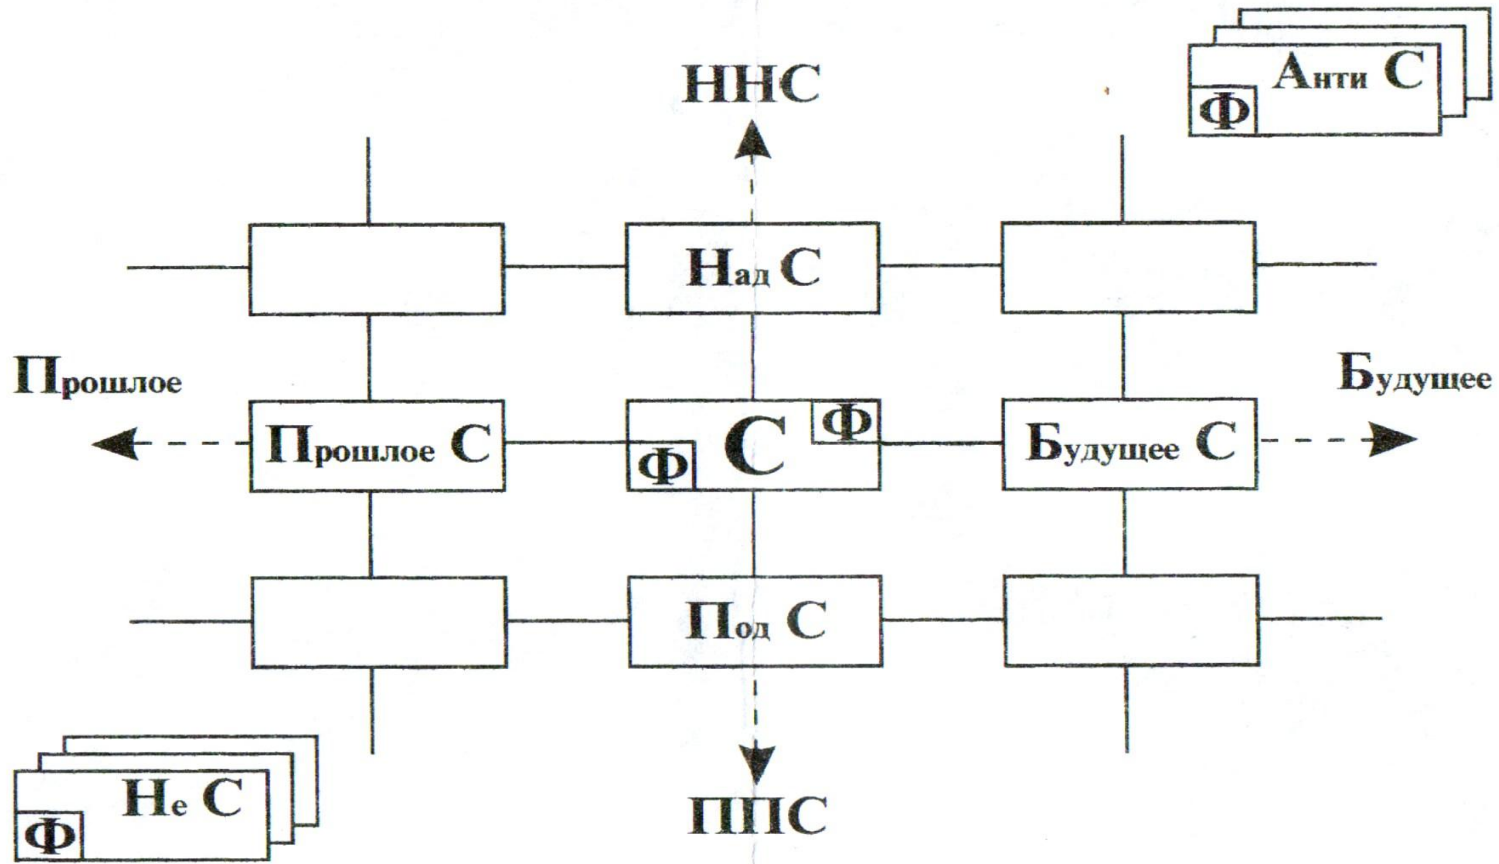 ННС
Анти С
Ф
Над С
Прошлое
Будущее
Прошлое С
Ф
С
Ф
Будущее С
Под С
Не С
Ф
ППС